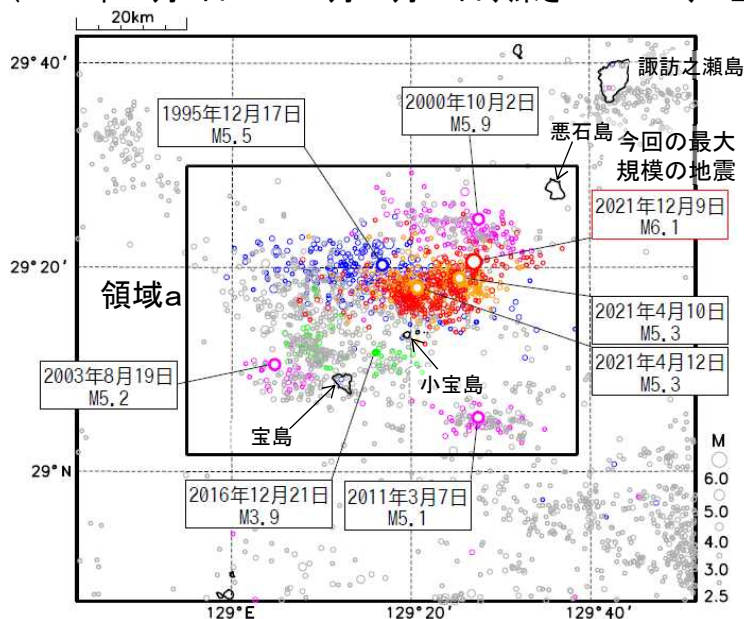 20km
29°40′
諏訪之瀬島
1995年12月17日
M5.5
2000年10月2日
M5.9
悪石島
今回の最大
規模の地震
2021年12月9日
M6.1
29°20′
領域a
2021年4月10日
M5.3
2021年4月12日
M5.3
2003年8月19日
M5.2
小宝島
宝島
29°N
2016年12月21日
M3.9
2011年3月7日
M5.1
M
6.0
5.0
4.0
3.0
2.5
129°E
129°20′
129°40′